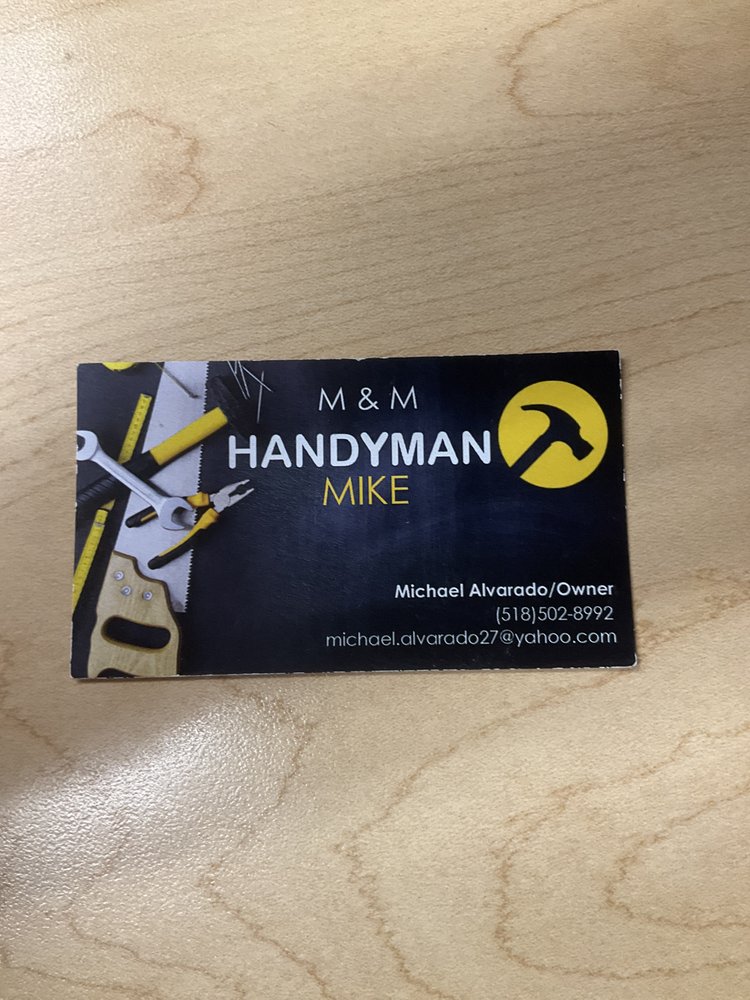 M & M
HANDYMAN
MIKE
Michael Alvarado/Owner
(518)502-8992
michael.alvarado27@yahoo.com